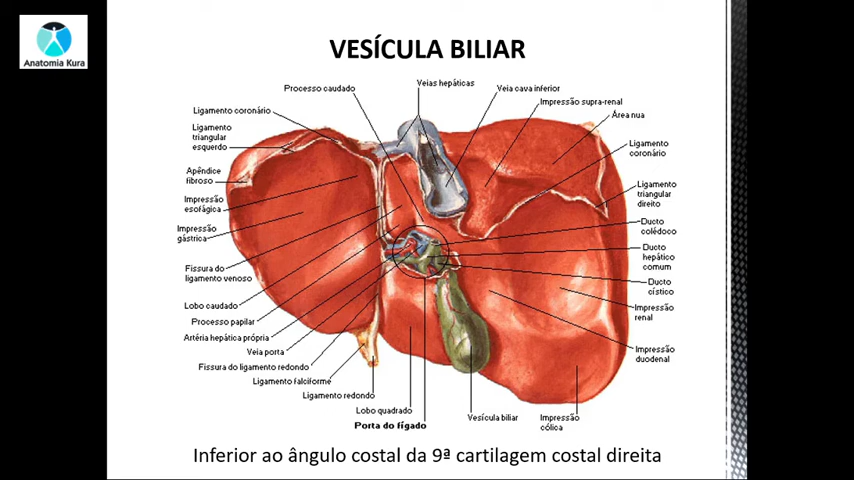 Anatomia Kura
VESÍCULA BILIAR
Processo caudado
Veias hepáticas
Veia cava inferior
Impressão supra-renal
Área nua
Ligamento
coronário
Ligamento
triangular
direito
Ducto
colédoco
Ducto
hepático
comum
Ducto
cístico
Impressão
renal
Impressão
duodenal
Ligamento coronário
Ligamento
triangular
esquerdo
Apêndice
fibroso
Impressão
esofágica
Impressão
gástrica
Fissura do
ligamento venoso
Lobo caudado
Processo papilar
Artéria hepática própria
Veia porta
Fissura do ligamento redondo
Ligamento falciforme
Ligamento redondo
Lobo quadrado
Porta do fígado
Vesícula biliar
Impressão
cólica
Inferior ao ângulo costal da 9ª cartilagem costal direita